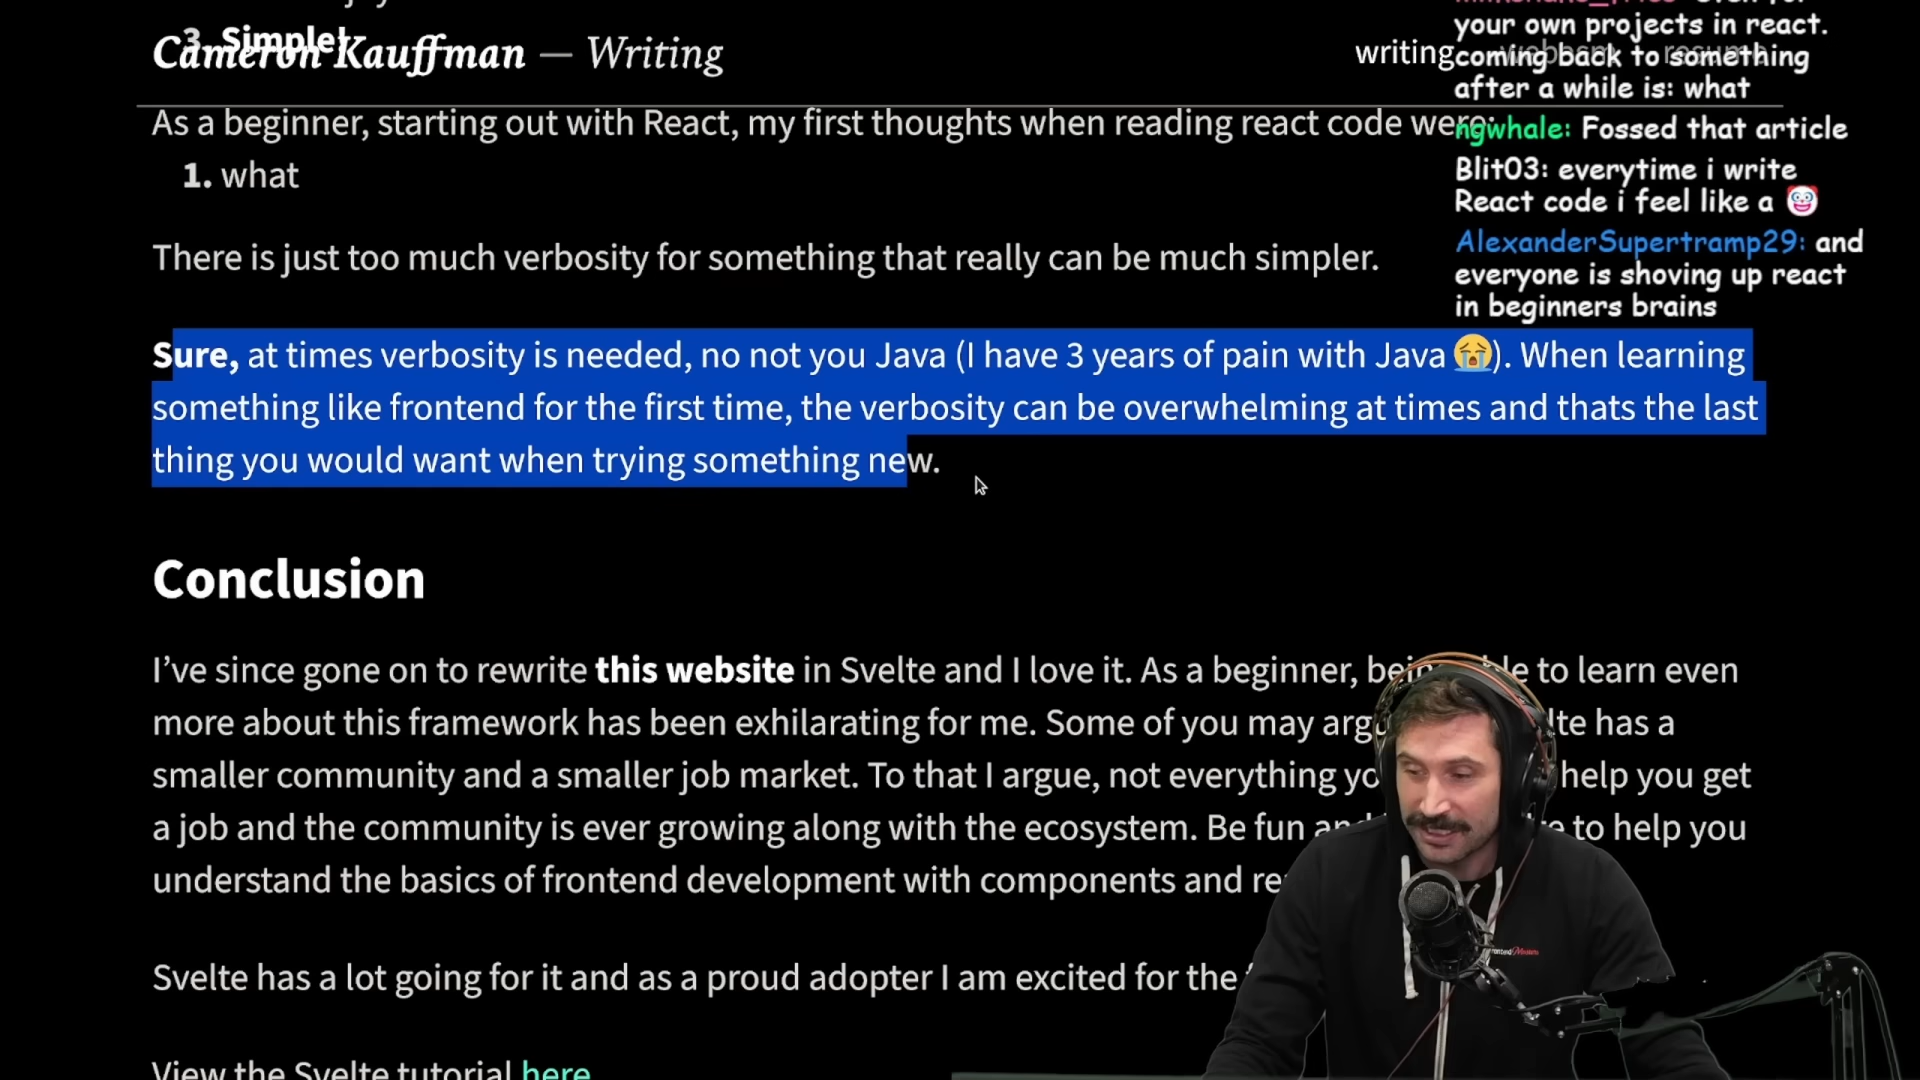 3. Simple!
Cameron Kauffman — Writing
writing
As a beginner, starting out with React, my first thoughts when reading react code were:
1. what
There is just too much verbosity for something that really can be much simpler.
Sure, at times verbosity is needed, no not you Java (I have 3 years of pain with Java 😭). When learning
something like frontend for the first time, the verbosity can be overwhelming at times and thats the last
thing you would want when trying something new.
Conclusion
I’ve since gone on to rewrite this website in Svelte and I love it. As a beginner, being able to learn even
more about this framework has been exhilarating for me. Some of you may has a
smaller community and a smaller job market. To that I argue, not everything help you get
a job and the community is ever growing along with the ecosystem. Be fun to help you
understand the basics of frontend development with components and
Svelte has a lot going for it and as a proud adopter I am excited for the
View the Svelte tutorial here
your own projects in react.
coming back to something
after a while is: what
ngwhale: Fossed that article
Blit03: everytime i write
React code i feel like a 🤡
AlexanderSupertramp29: and
everyone is shoving up react
in beginners brains